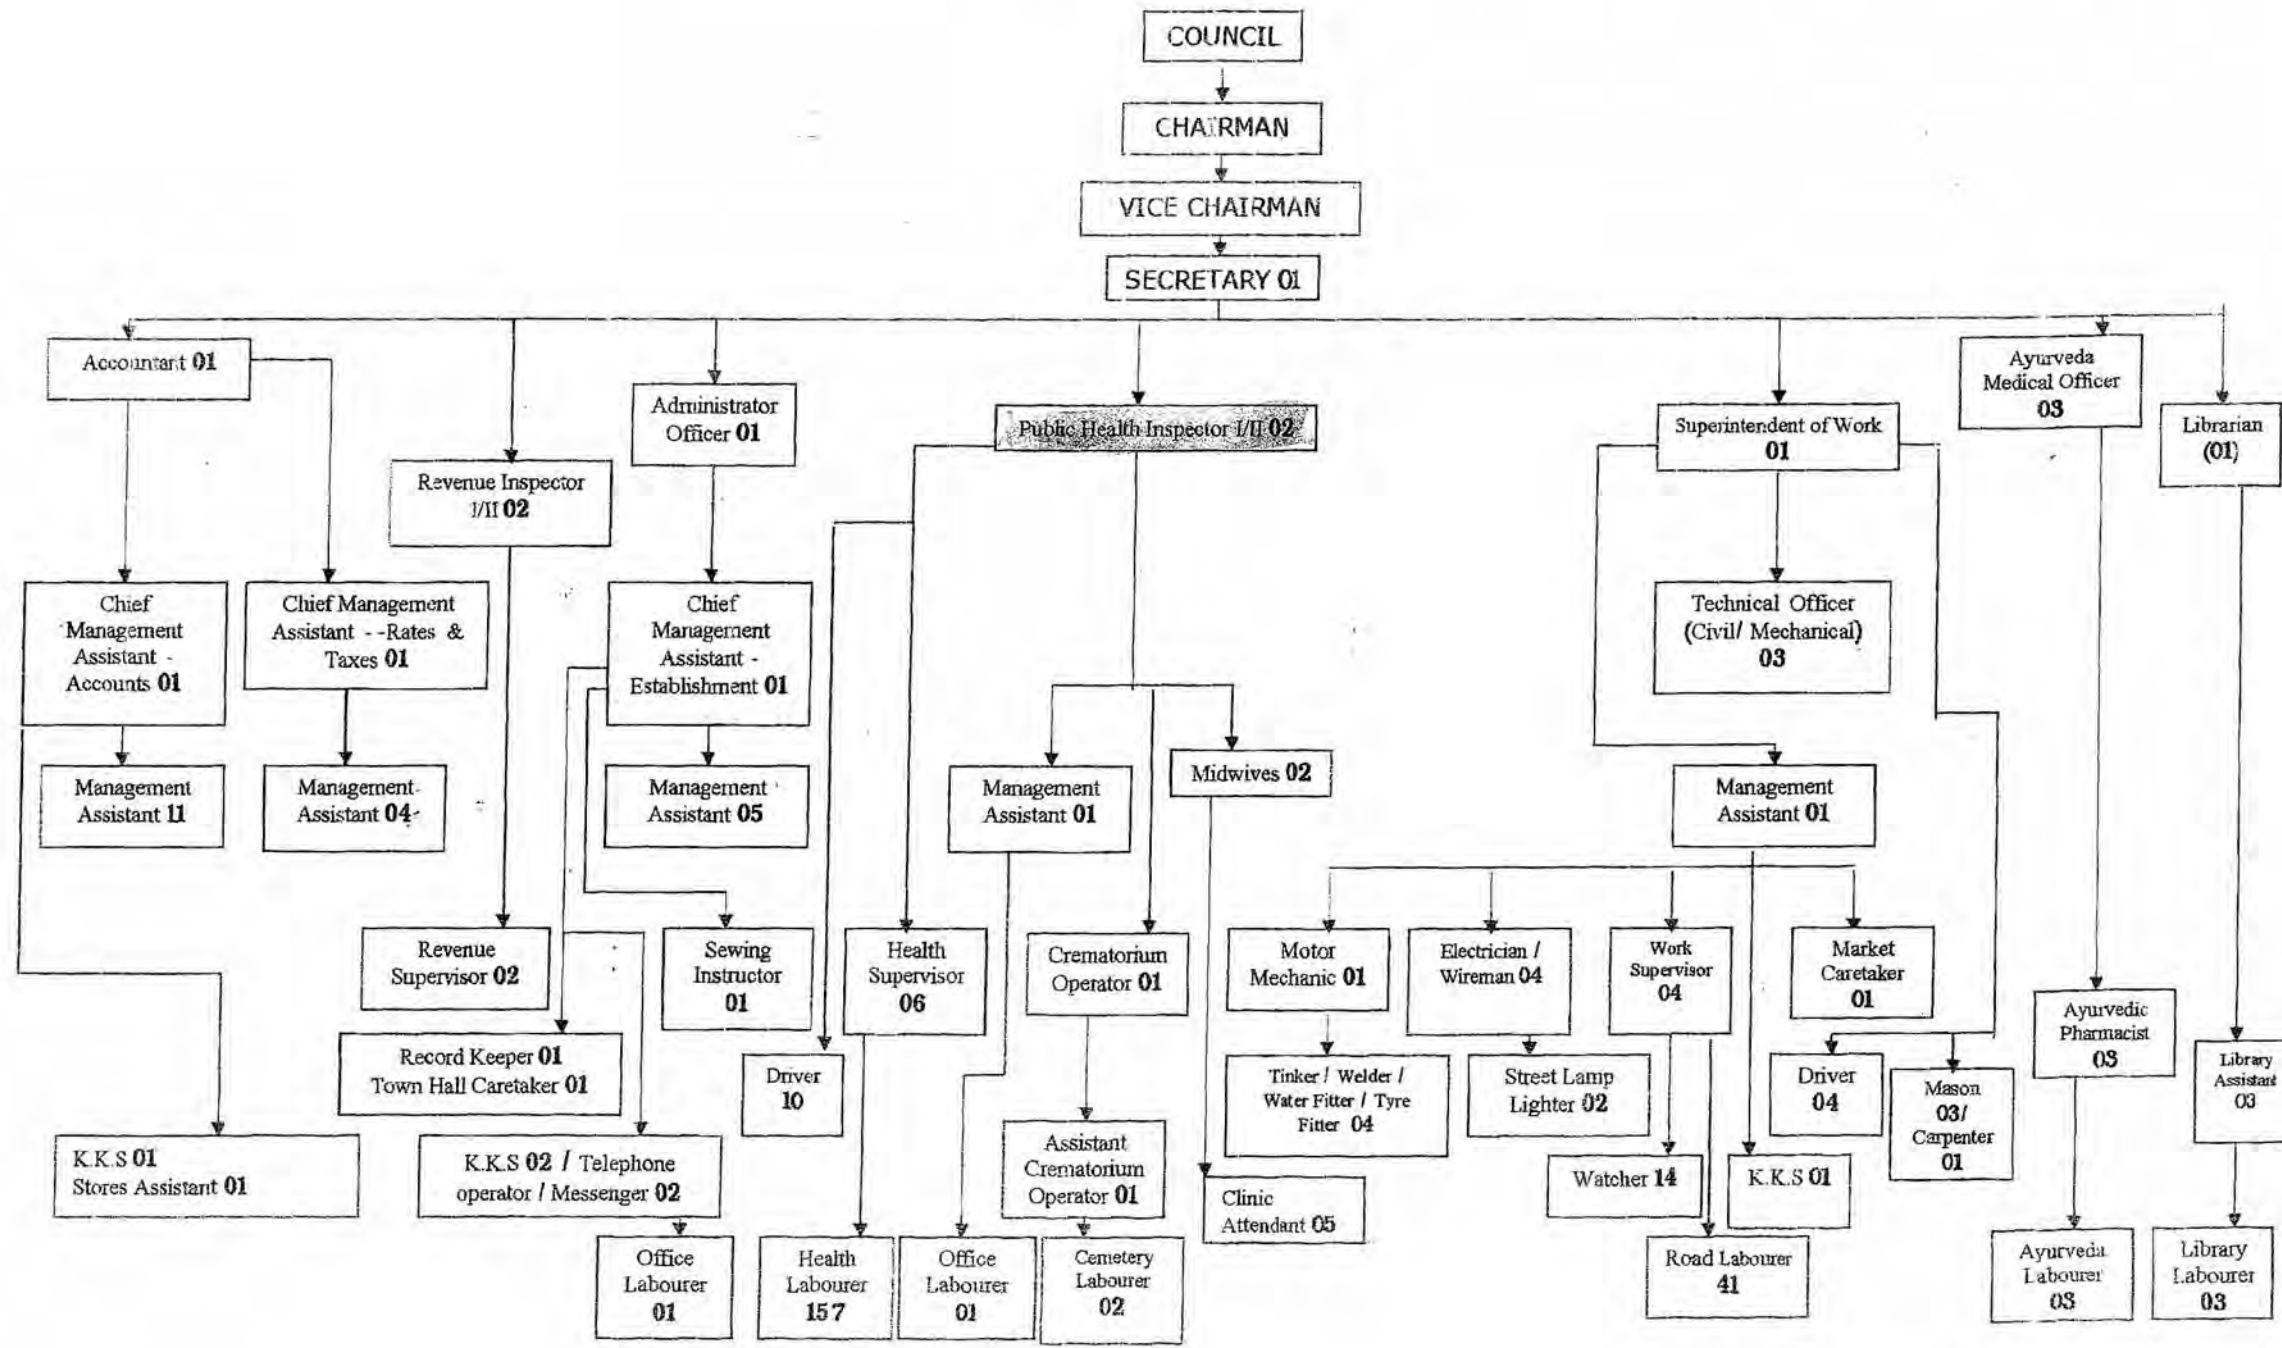 COUNCIL
CHAIRMAN
VICE CHAIRMAN
SECRETARY 01
Accountant 01
Revenue Inspector
I/II 02
Administrator
Officer 01
Public Health Inspector I/II 02
Superintendent of Work
01
Ayurveda
Medical Officer
03
Librarian
(01)
Chief
Management
Assistant -
Accounts 01
Chief Management
Assistant - -Rates &
Taxes 01
Chief
Management
Assistant -
Establishment 01
Technical Officer
(Civil/ Mechanical)
03
Management
Assistant 11
Management
Assistant 04
Management
Assistant 05
Management
Assistant 01
Midwives 02
Management
Assistant 01
Revenue
Supervisor 02
Sewing
Instructor
01
Health
Supervisor
06
Crematorium
Operator 01
Motor
Mechanic 01
Electrician /
Wireman 04
Work
Supervisor
04
Market
Caretaker
01
Record Keeper 01
Town Hall Caretaker 01
Driver
10
Tinker / Welder /
Water Fitter / Tyre
Fitter 04
Street Lamp
Lighter 02
Driver
04
Mason
03/
Carpenter
01
Ayurvedic
Pharmacist
03
Library
Assistant
03
K.K.S 01
Stores Assistant 01
K.K.S 02 / Telephone
operator / Messenger 02
Assistant
Crematorium
Operator 01
Clinic
Attendant 05
Watcher 14
K.K.S 01
Office
Labourer
01
Health
Labourer
157
Office
Labourer
01
Cemetery
Labourer
02
Road Labourer
41
Ayurveda
Labourer
03
Library
Labourer
03